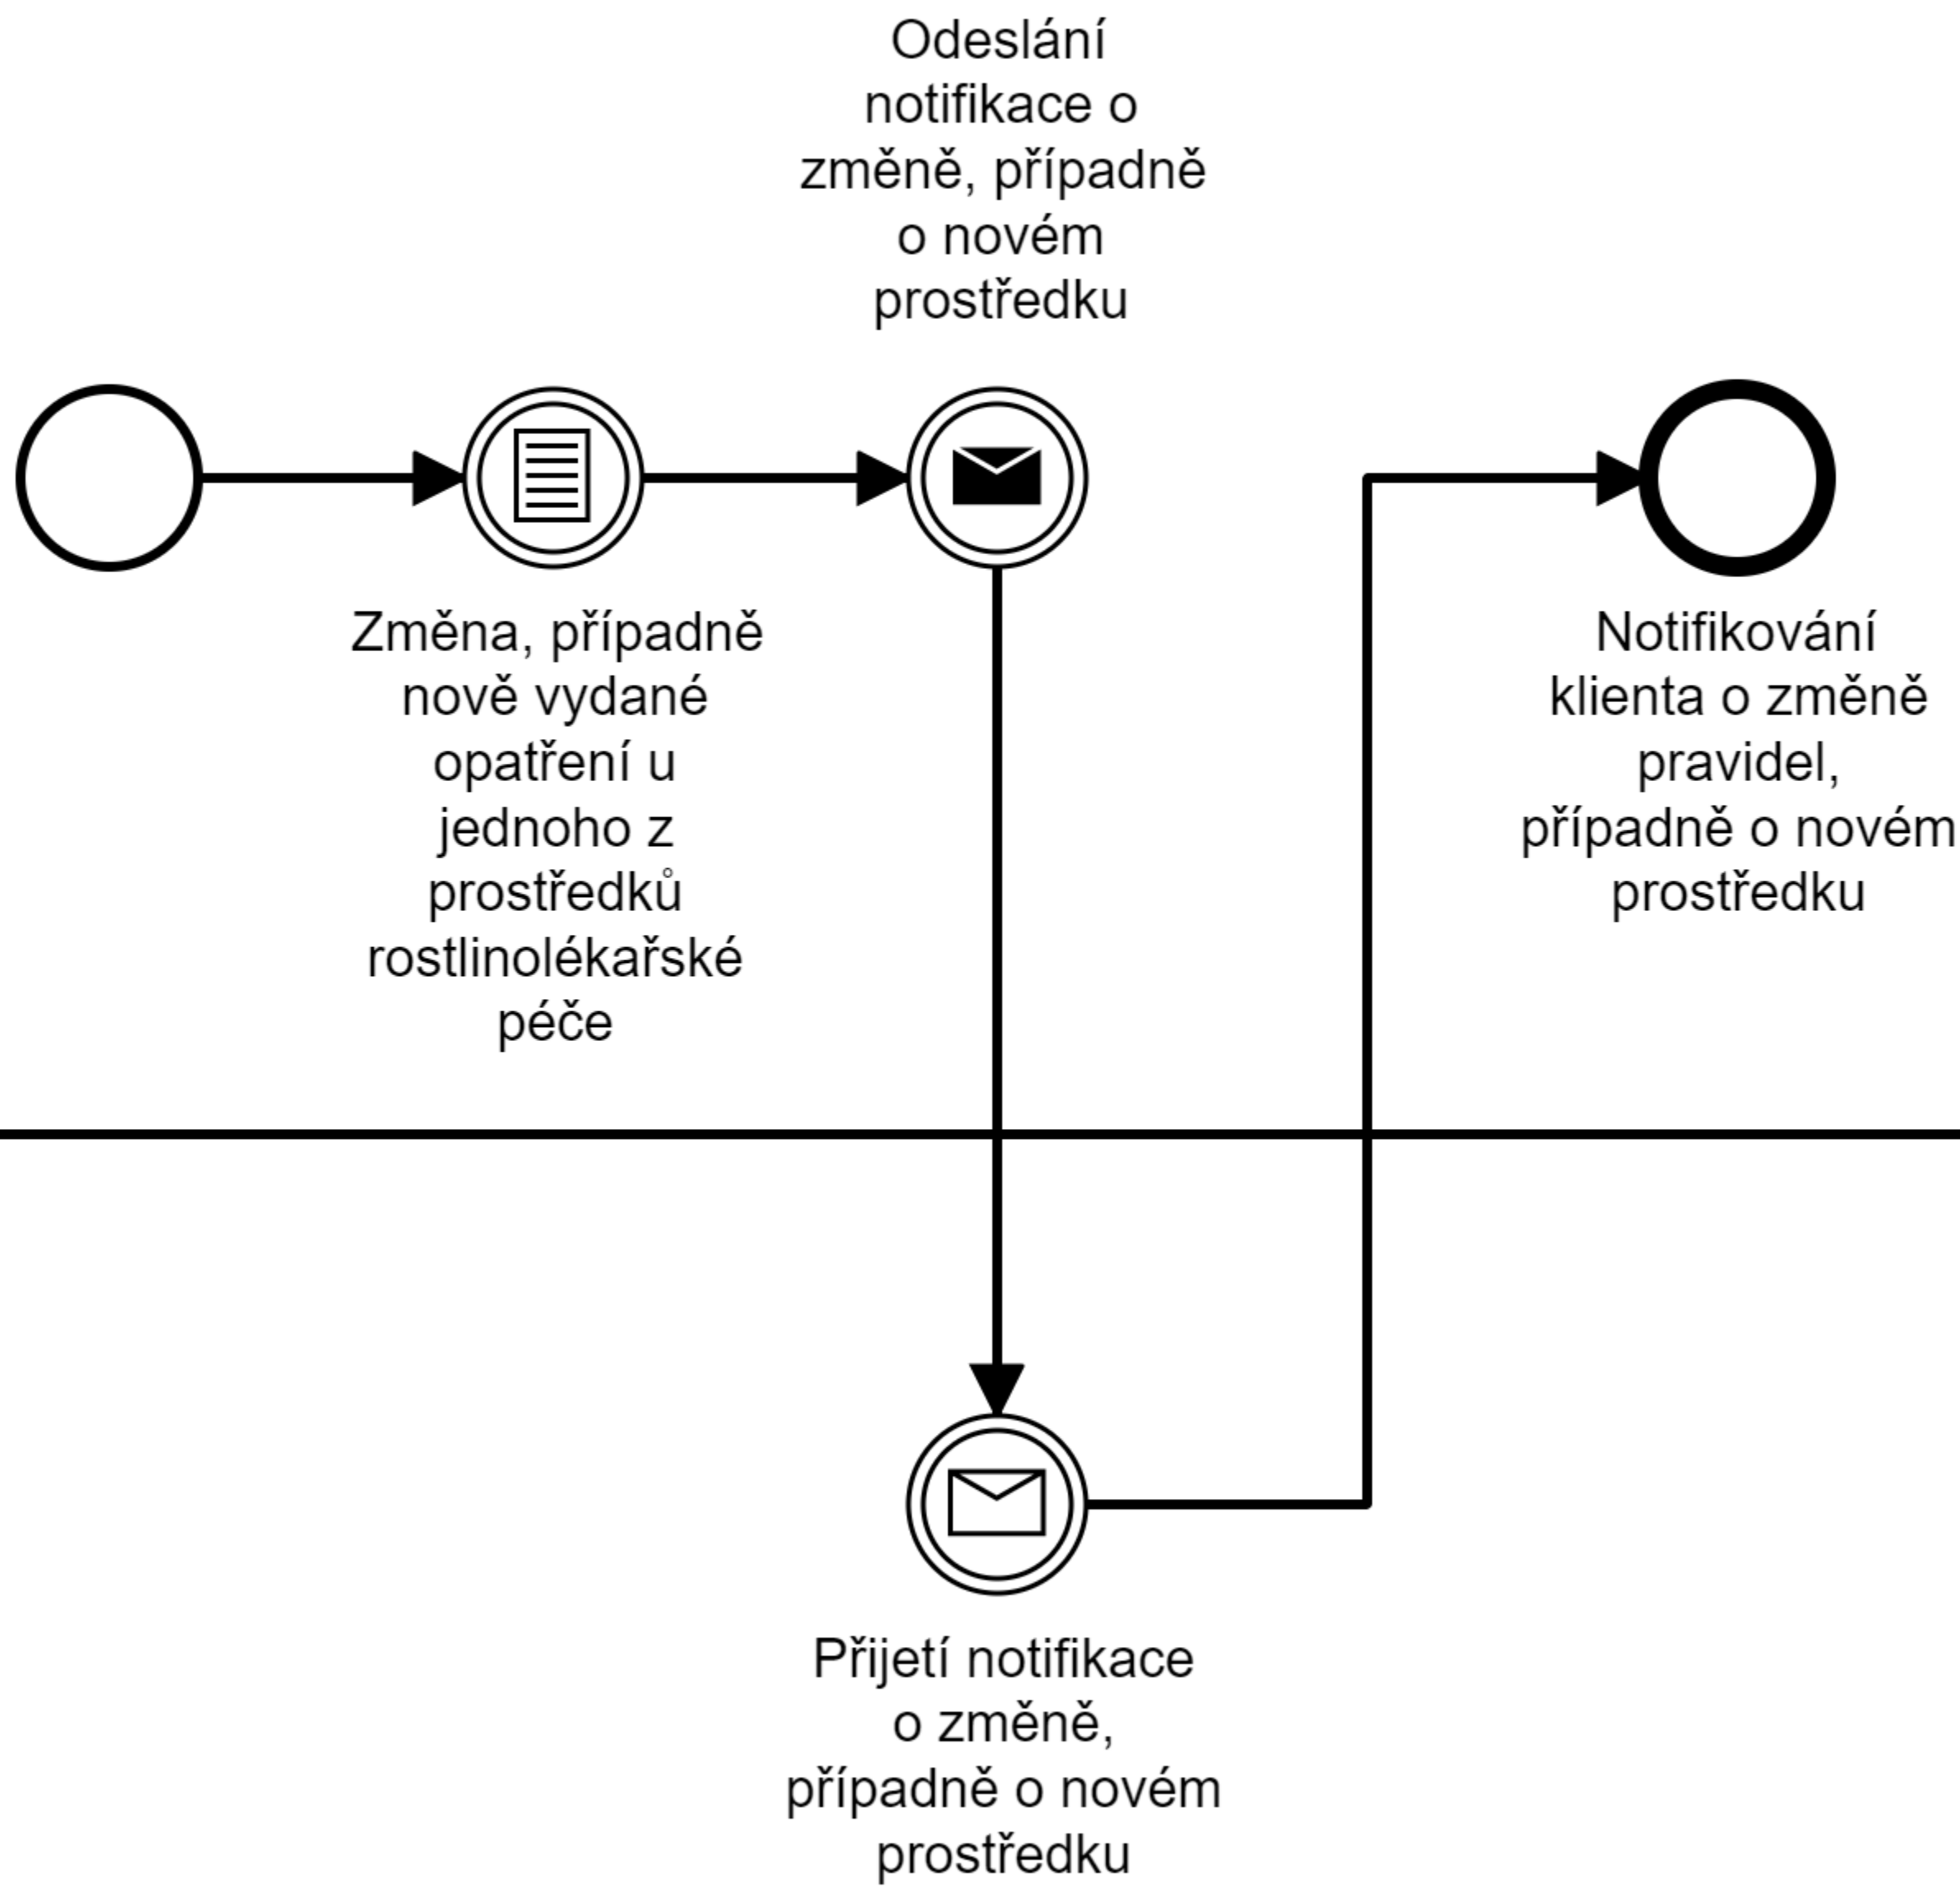 Odeslání
notifikace o
změně, případně
o novém
prostředku
Změna, případně
nově vydané
opatření u
jednoho z
prostředků
rostlinolékařské
péče
Notifikování
klienta o změně
pravidel,
případně o novém
prostředku
Přijetí notifikace
o změně,
případně o novém
prostředku